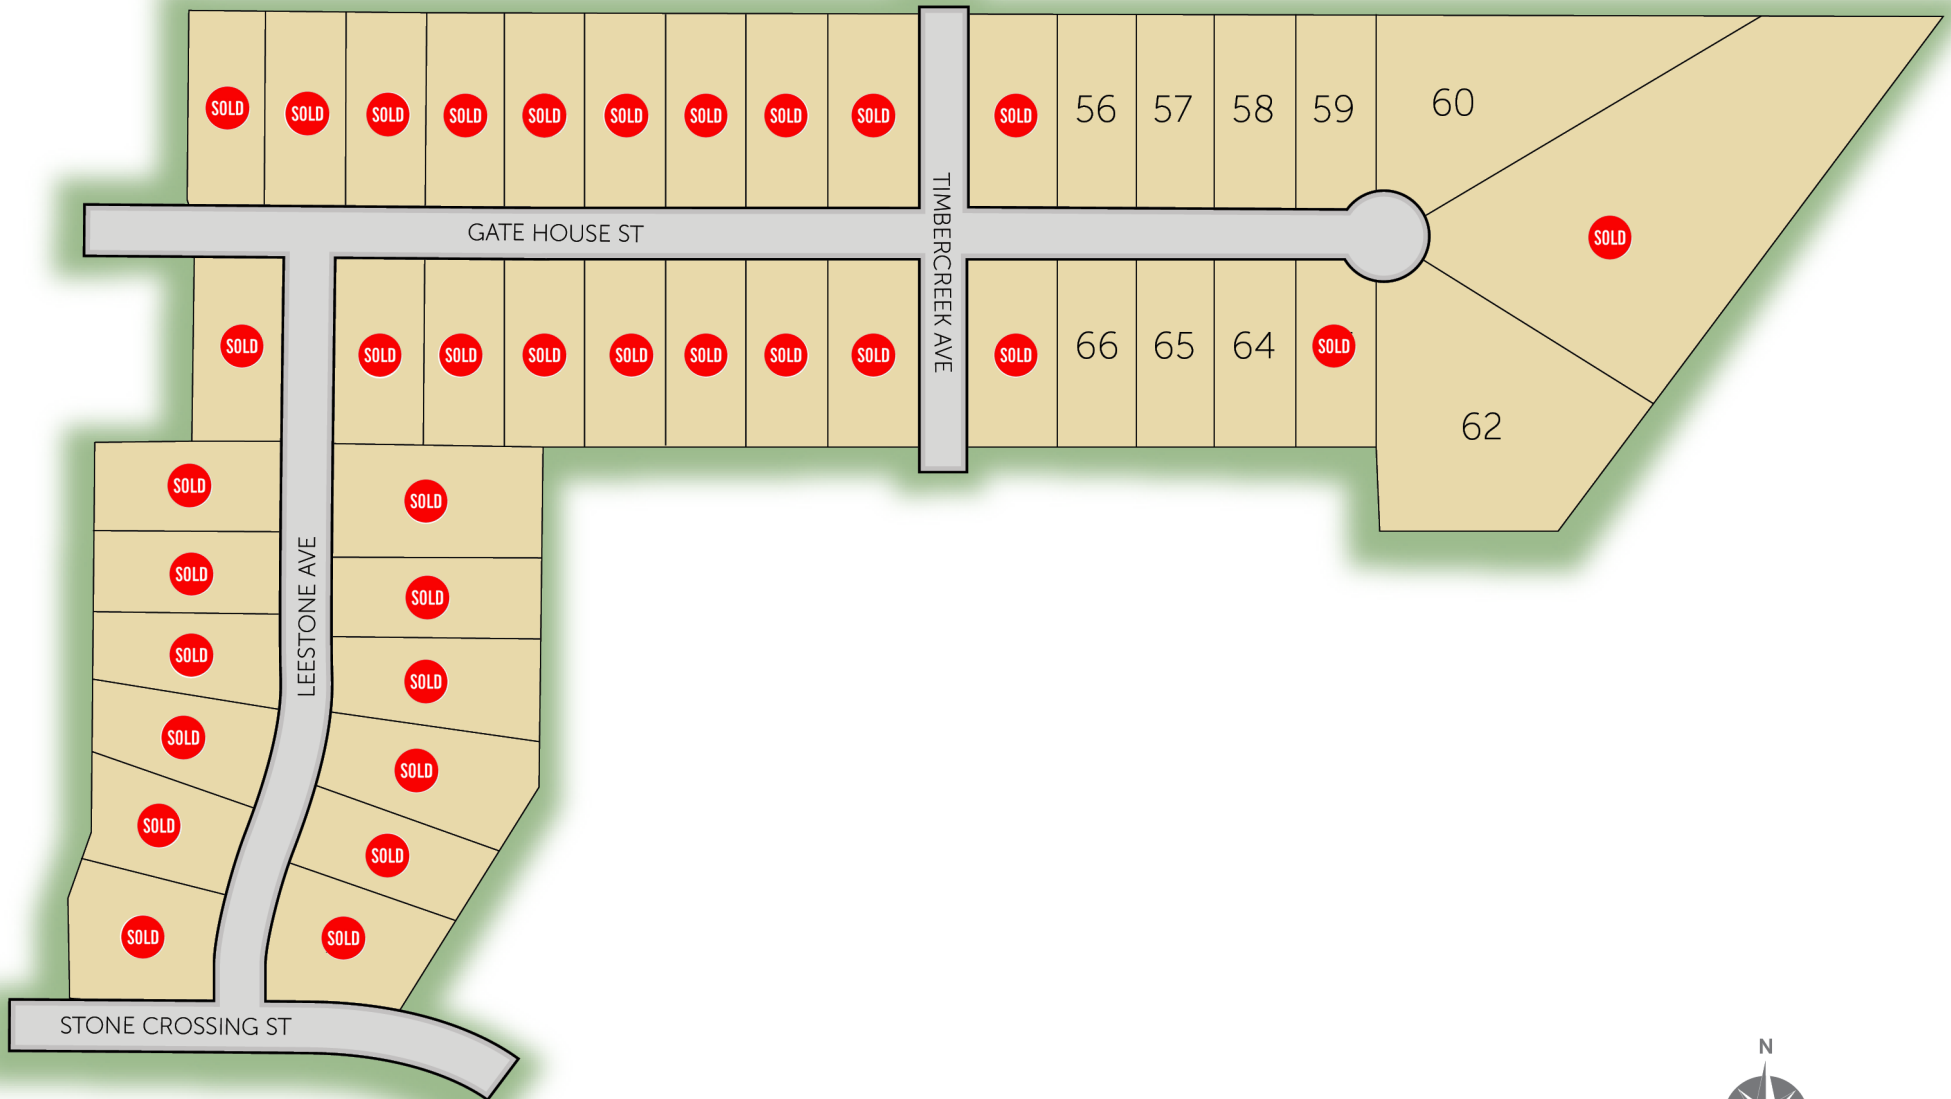 SOLD SOLD SOLD SOLD SOLD SOLD SOLD SOLD SOLD SOLD 56 57 58 59 60
GATE HOUSE ST
TIMBERCREEK AVE
SOLD
SOLD SOLD SOLD SOLD SOLD SOLD SOLD SOLD SOLD 66 65 64 SOLD
62
SOLD SOLD
SOLD SOLD
LEESTONE AVE
SOLD SOLD
SOLD SOLD
SOLD SOLD
SOLD SOLD
STONE CROSSING ST
N